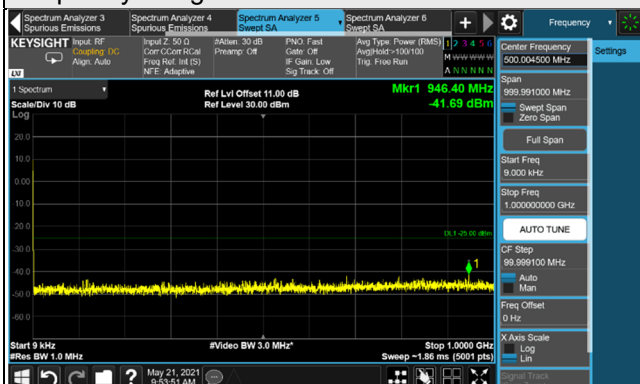 Spectrum Analyzer 3
Spurious Emissions
Spectrum Analyzer 4
Spurious Emissions
Spectrum Analyzer 5
Swept SA
Spectrum Analyzer 6
Swept SA
+
Frequency
KEYSIGHT
Input: RF
Coupling: DC
Align: Auto
LXI
Input Z: 50 Ω
Corr CCorr RCal
Freq Ref: Int (S)
NFE: Adaptive
#Atten: 30 dB
Preamp: Off
PNO: Fast
Gate: Off
IF Gain: Low
Sig Track: Off
Avg Type: Power (RMS)
Avg|Hold:>100/100
Trig: Free Run
1 2 3 4 5 6
M W W W W W
A N N N N N
Center Frequency
500.004500 MHz
Settings
Span
999.991000 MHz
Swept Span
Zero Span
Full Span
Start Freq
9.000 kHz
Stop Freq
1.000000000 GHz
AUTO TUNE
CF Step
99.999100 MHz
Auto
Man
Freq Offset
0 Hz
X Axis Scale
Log
Lin
Signal Track
1 Spectrum
Scale/Div 10 dB
Log
Ref Lvl Offset 11.00 dB
Ref Level 30.00 dBm
Mkr1 946.40 MHz
-41.69 dBm
20.0
10.0
0.00
-10.0
-20.0
DL1 -25.00 dBm
-30.0
1
-40.0
-50.0
-60.0
Start 9 kHz
#Res BW 1.0 MHz
#Video BW 3.0 MHz*
Stop 1.0000 GHz
Sweep ~1.86 ms (5001 pts)
?
May 21, 2021
9:53:51 AM